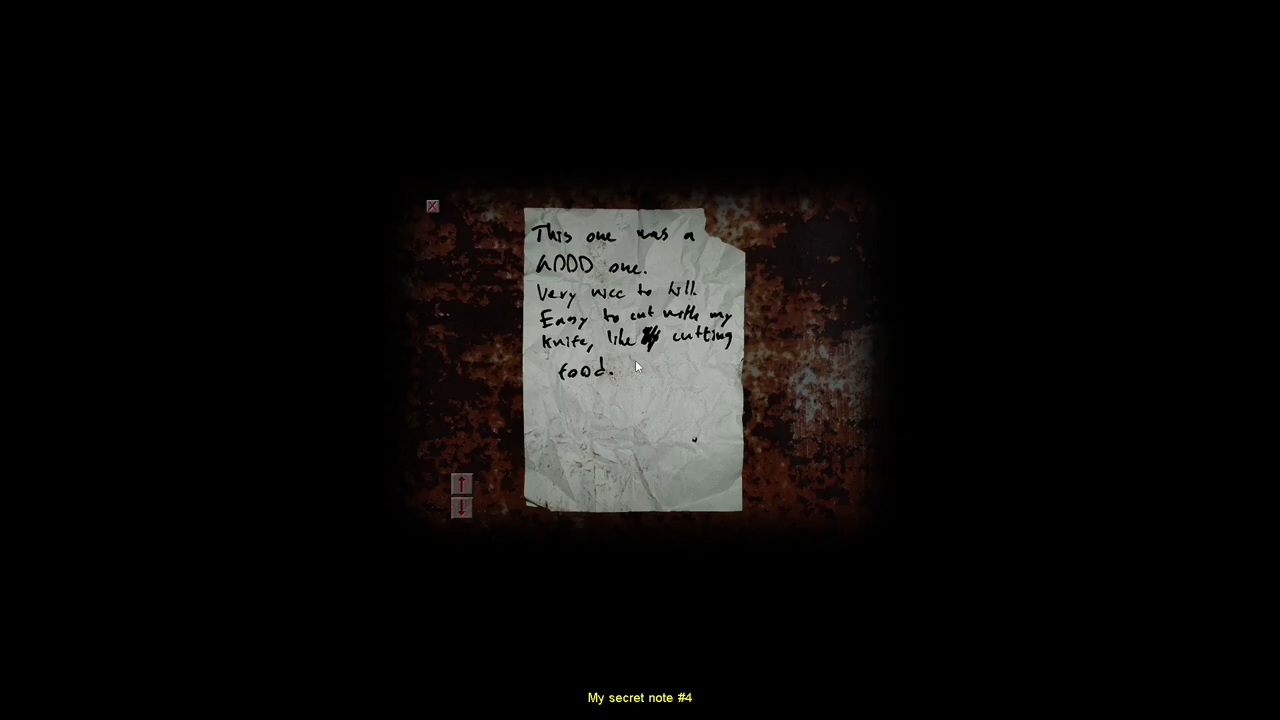 This one was a
GOOD one.
Very nice to kill.
Easy to cut with my
knife, like cutting
food.
My secret note #4